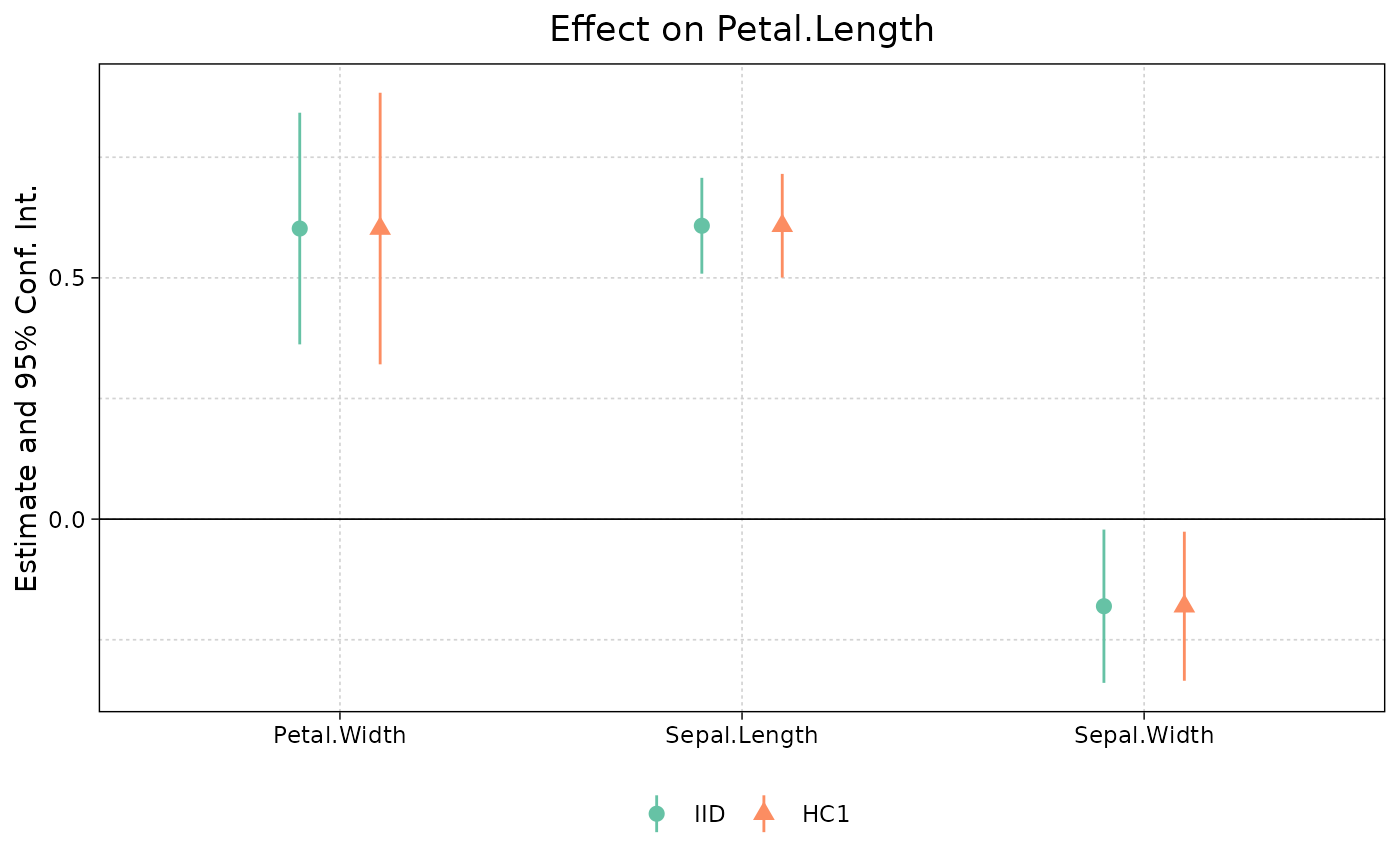 Effect on Petal.Length
Estimate and 95% Conf. Int.
0.5
0.0
Petal.Width
Sepal.Length
Sepal.Width
IID
HC1